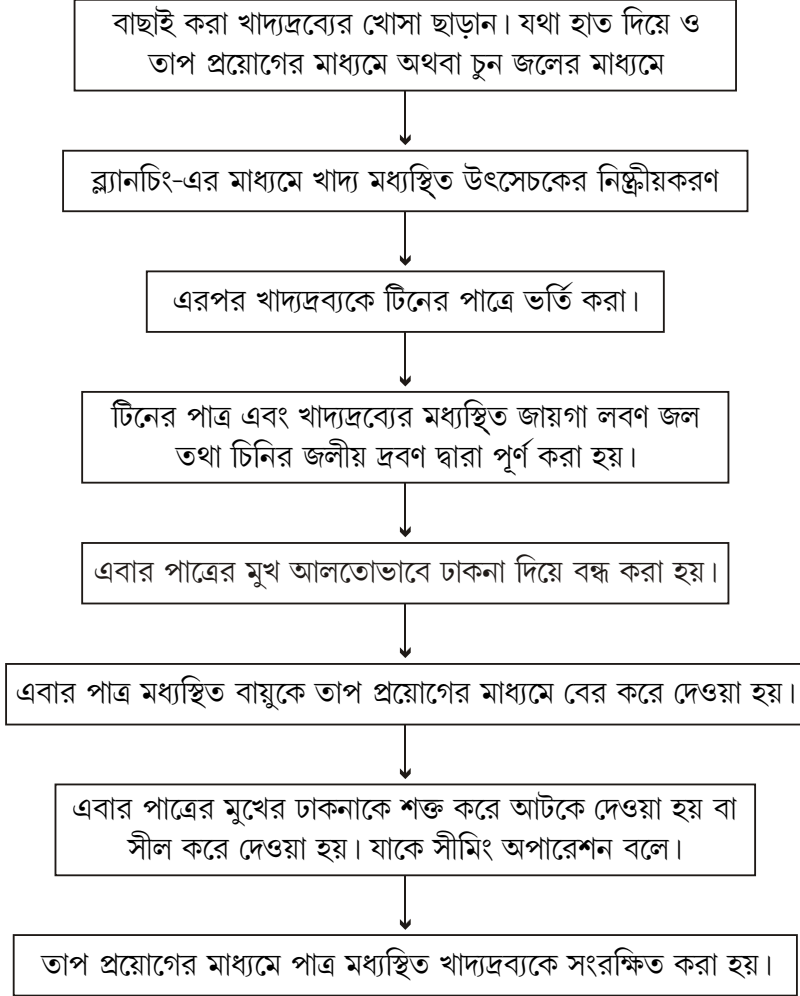 বাছাই করা খাদ্যদ্রব্যের খোসা ছাড়ান। যথা হাত দিয়ে ও
তাপ প্রয়োগের মাধ্যমে অথবা চুন জলের মাধ্যমে
ব্ল্যানচিং-এর মাধ্যমে খাদ্য মধ্যস্থিত উৎসেচকের নিষ্ক্রীয়করণ
এরপর খাদ্যদ্রব্যকে টিনের পাত্রে ভর্তি করা।
টিনের পাত্র এবং খাদ্যদ্রব্যের মধ্যস্থিত জায়গা লবণ জল
তথা চিনির জলীয় দ্রবণ দ্বারা পূর্ণ করা হয়।
এবার পাত্রের মুখ আলতোভাবে ঢাকনা দিয়ে বন্ধ করা হয়।
এবার পাত্র মধ্যস্থিত বায়ুকে তাপ প্রয়োগের মাধ্যমে বের করে দেওয়া হয়।
এবার পাত্রের মুখের ঢাকনাকে শক্ত করে আটকে দেওয়া হয় বা
সীল করে দেওয়া হয়। যাকে সীমিং অপারেশন বলে।
তাপ প্রয়োগের মাধ্যমে পাত্র মধ্যস্থিত খাদ্যদ্রব্যকে সংরক্ষিত করা হয়।